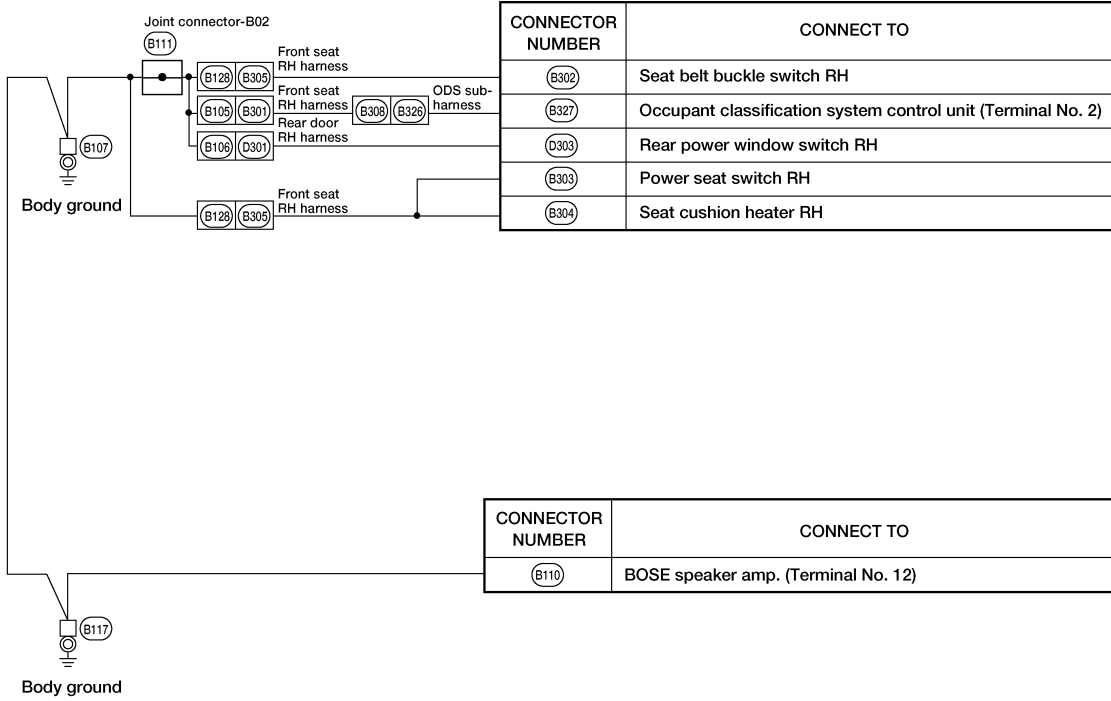 Joint connector-B02
B111
CONNECTOR NUMBER
CONNECT TO
B128 B305
Front seat
RH harness
B302
Seat belt buckle switch RH
B105 B301
Front seat
RH harness
B308 B326
ODS sub-
harness
B327
Occupant classification system control unit (Terminal No. 2)
B106 D301
Rear door
RH harness
D303
Rear power window switch RH
B107
Body ground
B303
Power seat switch RH
B128 B305
Front seat
RH harness
B304
Seat cushion heater RH
CONNECTOR NUMBER
CONNECT TO
B110
BOSE speaker amp. (Terminal No. 12)
B117
Body ground